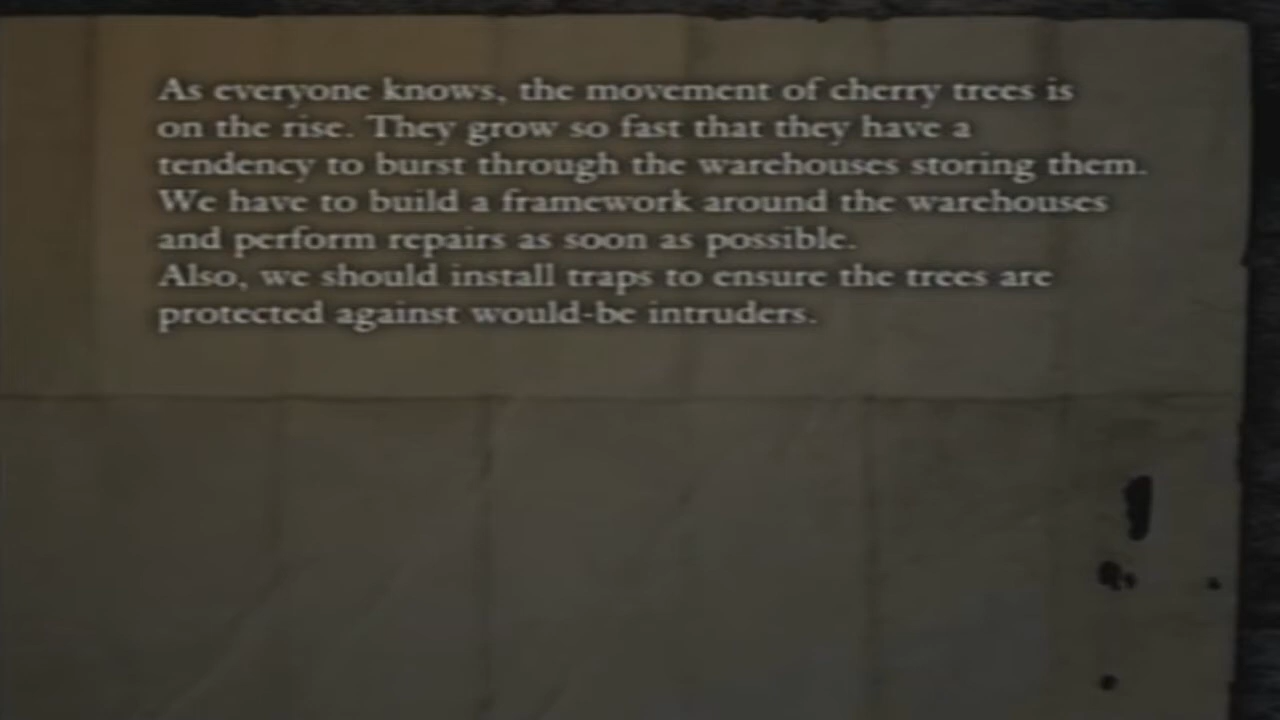 As everyone knows, the movement of cherry trees is
on the rise. They grow so fast that they have a
tendency to burst through the warehouses storing them.
We have to build a framework around the warehouses
and perform repairs as soon as possible.
Also, we should install traps to ensure the trees are
protected against would-be intruders.